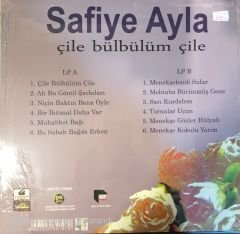 Safiye Ayla
çile bülbülüm çile
LP A
1. Çile Bülbülüm Çile
2. Ah Bu Gönül Şarkıları
3. Niçin Baktın Bana Öyle
4. Bir İhtimal Daha Var
5. Muhabbet Bağı
6. Bu Sabah Bağda Erken
LP B
1. Menekşelendi Sular
2. Mehtaba Bürünmüş Gene
3. Sarı Kurdelem
4. Turnalar Uçun
5. Menekşe Gözler Hülyalı
6. Menekşe Kokulu Yarim